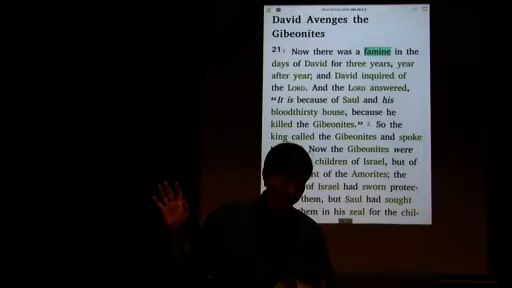 David Avenges the
Gibeonites
21 1 Now there was a famine in the
days of David for three years, year
after year; and David inquired of
the LORD. And the LORD answered,
“It is because of Saul and his
bloodthirsty house, because he
killed the Gibeonites.” 2 So the
king called the Gibeonites and spoke
Now the Gibeonites were
children of Israel, but of
of the Amorites; the
of Israel had sworn protec-
them, but Saul had sought
them in his zeal for the chil-